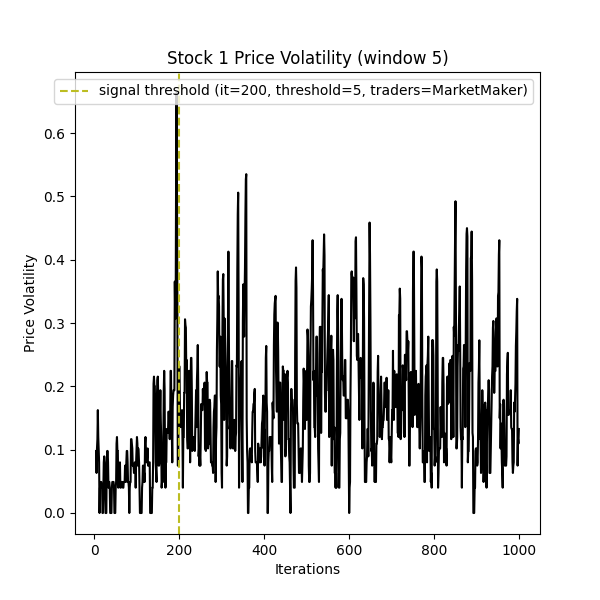 Stock 1 Price Volatility (window 5)
signal threshold (it=200, threshold=5, traders=MarketMaker)
Price Volatility
0.6
0.5
0.4
0.3
0.2
0.1
0.0
0 200 400 600 800 1000
Iterations